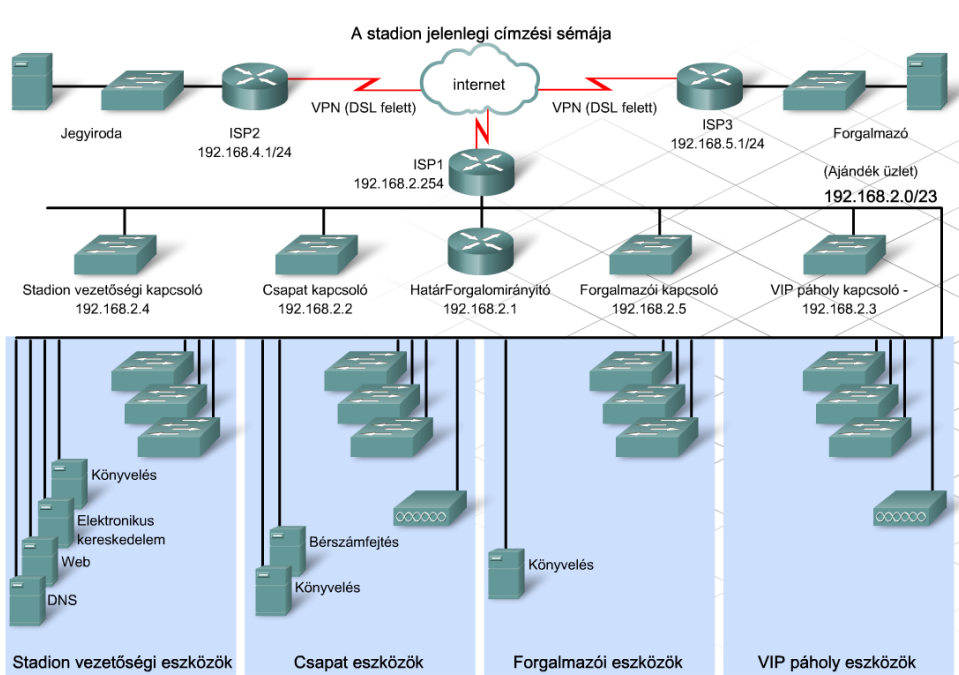 A stadion jelenlegi címzési sémája
internet
VPN (DSL felett)
VPN (DSL felett)
Jegyiroda
ISP2
192.168.4.1/24
ISP3
192.168.5.1/24
Forgalmazó
ISP1
192.168.2.254
(Ajándék üzlet)
192.168.2.0/23
Stadion vezetőségi kapcsoló
192.168.2.4
Csapat kapcsoló
192.168.2.2
HatárForgalomirányító
192.168.2.1
Forgalmazói kapcsoló
192.168.2.5
VIP páholy kapcsoló -
192.168.2.3
Könyvelés
Elektronikus
kereskedelem
Web
DNS
Bérszámfejtés
Könyvelés
Könyvelés
Stadion vezetőségi eszközök
Csapat eszközök
Forgalmazói eszközök
VIP páholy eszközök